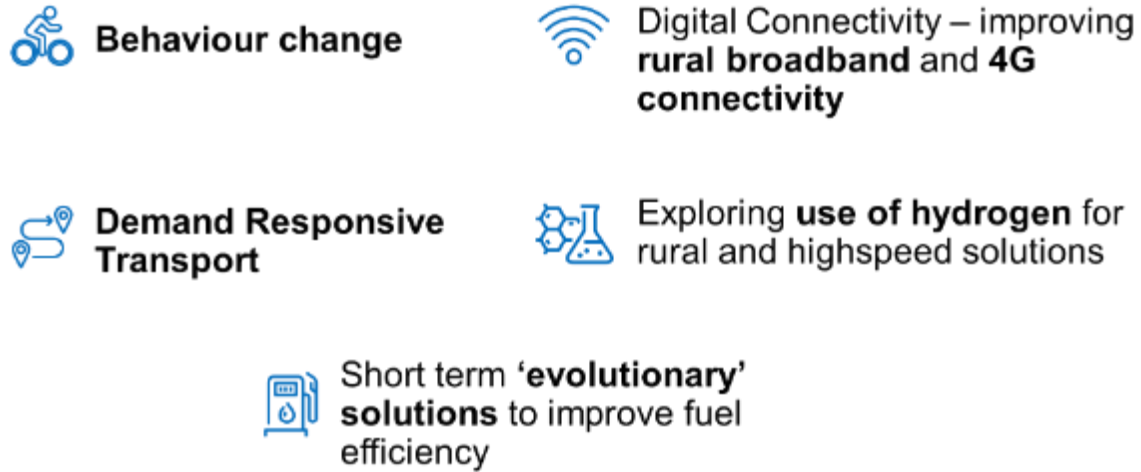 Behaviour change
Digital Connectivity – improving
rural broadband and 4G
connectivity
Demand Responsive
Transport
Exploring use of hydrogen for
rural and highspeed solutions
Short term ‘evolutionary’
solutions to improve fuel
efficiency